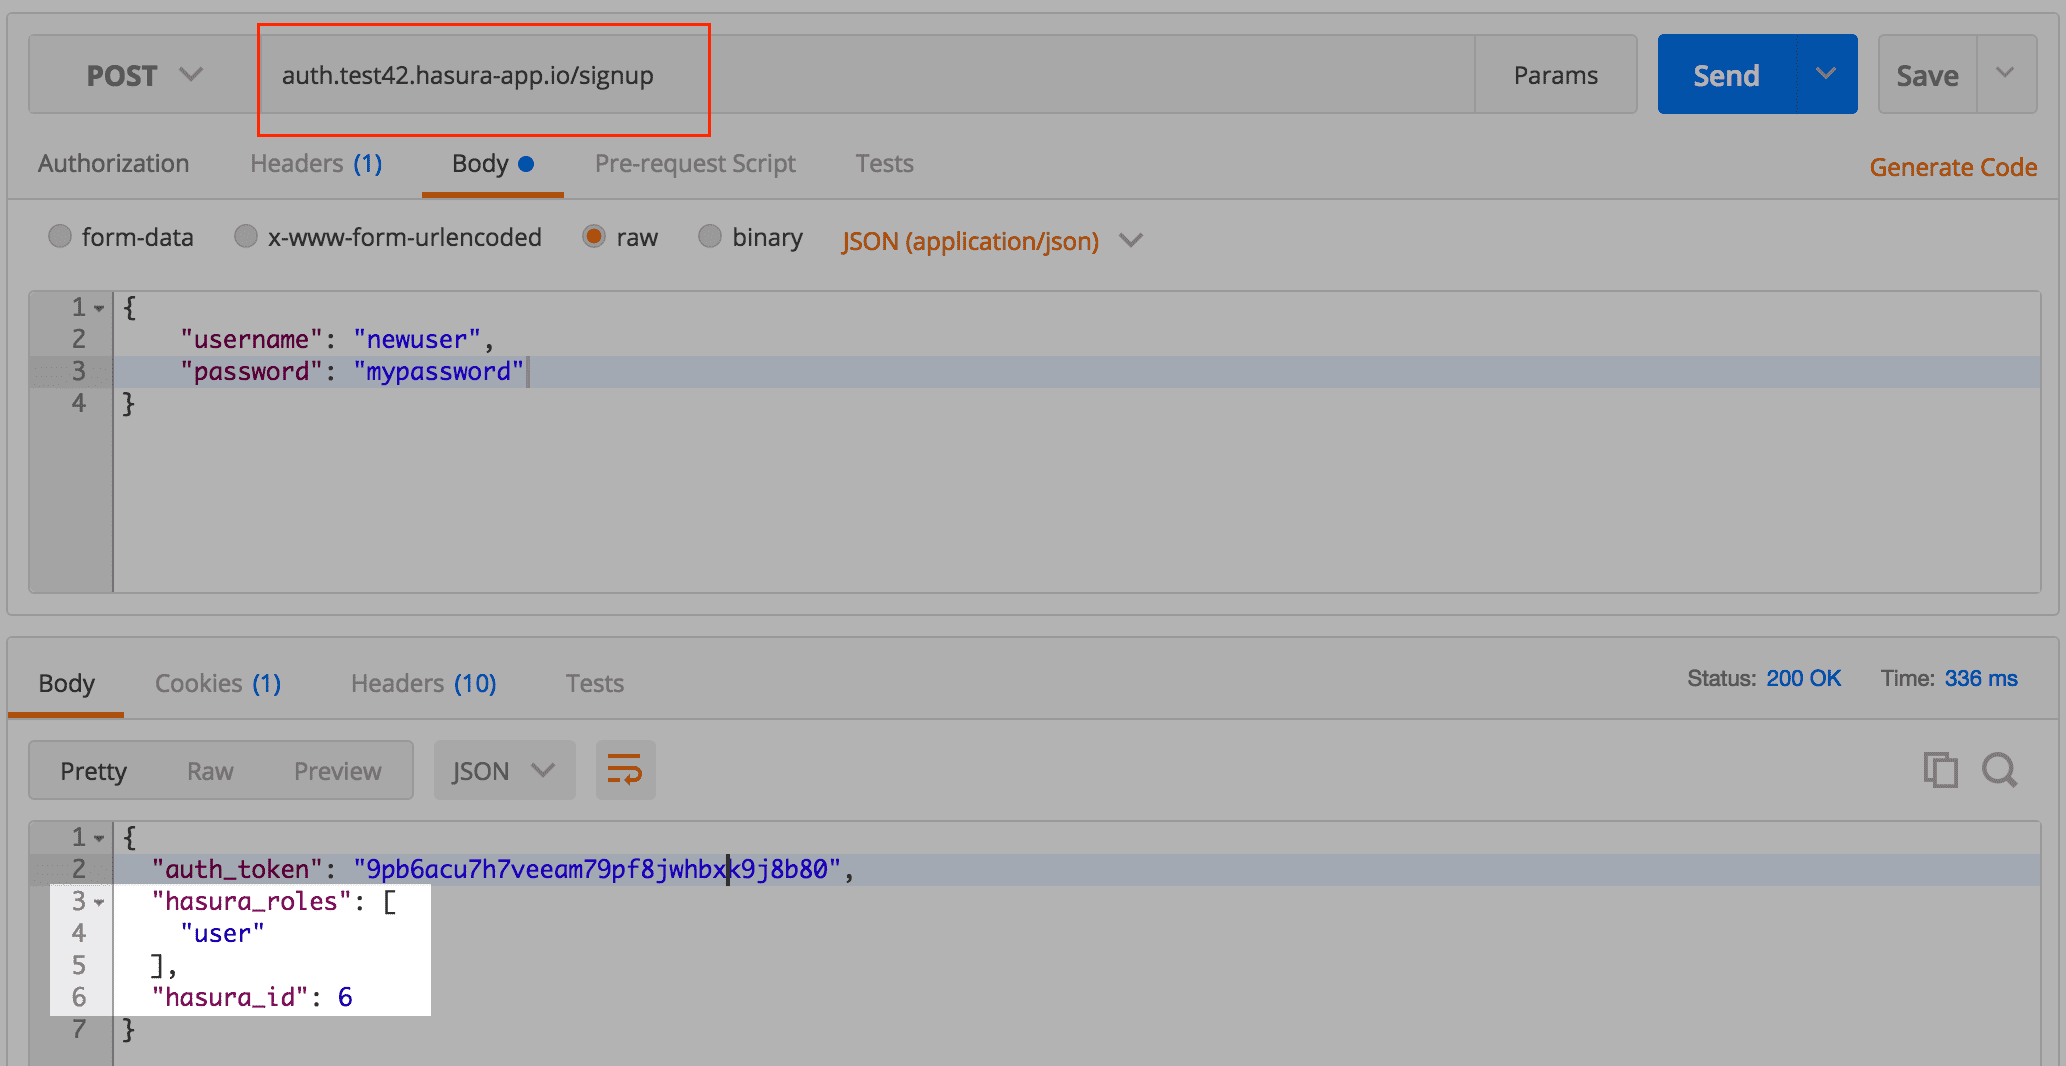 POST auth.test42.hasura-app.io/signup Params Send Save
Authorization Headers (1) Body Pre-request Script Tests Generate Code
form-data x-www-form-urlencoded raw binary JSON (application/json)
1 {
2 "username": "newuser",
3 "password": "mypassword"
4 }
Body Cookies (1) Headers (10) Tests Status: 200 OK Time: 336 ms
Pretty Raw Preview JSON
1 {
2 "auth_token": "9pb6acu7h7veeam79pf8jwhbxk9j8b80",
3 "hasura_roles": [
4 "user"
5 ],
6 "hasura_id": 6
7 }